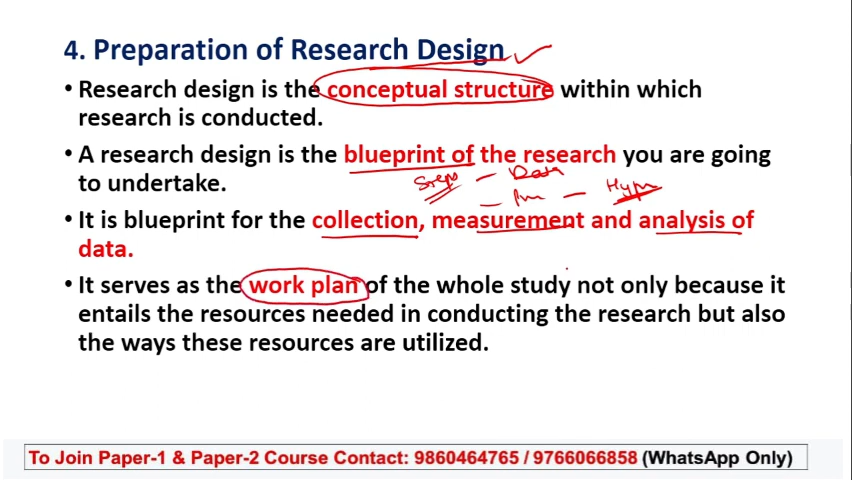 4. Preparation of Research Design
• Research design is the conceptual structure within which
research is conducted.
• A research design is the blueprint of the research you are going
to undertake.
Steps — Data
— — Hypo
• It is blueprint for the collection, measurement and analysis of
data.
• It serves as the work plan of the whole study not only because it
entails the resources needed in conducting the research but also
the ways these resources are utilized.
To Join Paper-1 & Paper-2 Course Contact: 9860464765 / 9766066858 (WhatsApp Only)